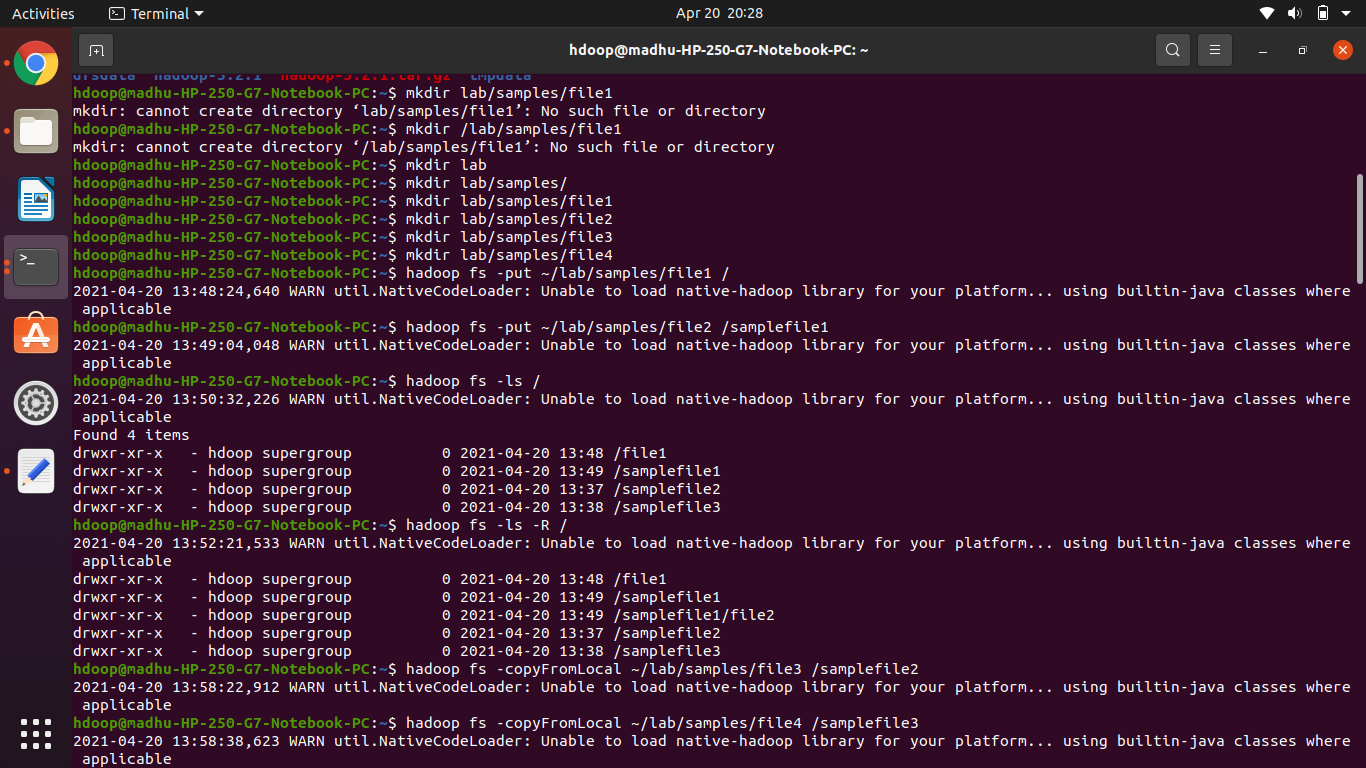 Activities Terminal Apr 20 20:28
hdoop@madhu-HP-250-G7-Notebook-PC: ~
dfsdata hadoop-3.2.1 hadoop-3.2.1.tar.gz tmpdata
hdoop@madhu-HP-250-G7-Notebook-PC:~$ mkdir lab/samples/file1
mkdir: cannot create directory ‘lab/samples/file1’: No such file or directory
hdoop@madhu-HP-250-G7-Notebook-PC:~$ mkdir /lab/samples/file1
mkdir: cannot create directory ‘/lab/samples/file1’: No such file or directory
hdoop@madhu-HP-250-G7-Notebook-PC:~$ mkdir lab
hdoop@madhu-HP-250-G7-Notebook-PC:~$ mkdir lab/samples/
hdoop@madhu-HP-250-G7-Notebook-PC:~$ mkdir lab/samples/file1
hdoop@madhu-HP-250-G7-Notebook-PC:~$ mkdir lab/samples/file2
hdoop@madhu-HP-250-G7-Notebook-PC:~$ mkdir lab/samples/file3
hdoop@madhu-HP-250-G7-Notebook-PC:~$ mkdir lab/samples/file4
hdoop@madhu-HP-250-G7-Notebook-PC:~$ hadoop fs -put ~/lab/samples/file1 /
2021-04-20 13:48:24,640 WARN util.NativeCodeLoader: Unable to load native-hadoop library for your platform... using builtin-java classes where
 applicable
hdoop@madhu-HP-250-G7-Notebook-PC:~$ hadoop fs -put ~/lab/samples/file2 /samplefile1
2021-04-20 13:49:04,048 WARN util.NativeCodeLoader: Unable to load native-hadoop library for your platform... using builtin-java classes where
 applicable
hdoop@madhu-HP-250-G7-Notebook-PC:~$ hadoop fs -ls /
2021-04-20 13:50:32,226 WARN util.NativeCodeLoader: Unable to load native-hadoop library for your platform... using builtin-java classes where
 applicable
Found 4 items
drwxr-xr-x   - hdoop supergroup          0 2021-04-20 13:48 /file1
drwxr-xr-x   - hdoop supergroup          0 2021-04-20 13:49 /samplefile1
drwxr-xr-x   - hdoop supergroup          0 2021-04-20 13:37 /samplefile2
drwxr-xr-x   - hdoop supergroup          0 2021-04-20 13:38 /samplefile3
hdoop@madhu-HP-250-G7-Notebook-PC:~$ hadoop fs -ls -R /
2021-04-20 13:52:21,533 WARN util.NativeCodeLoader: Unable to load native-hadoop library for your platform... using builtin-java classes where
 applicable
drwxr-xr-x   - hdoop supergroup          0 2021-04-20 13:48 /file1
drwxr-xr-x   - hdoop supergroup          0 2021-04-20 13:49 /samplefile1
drwxr-xr-x   - hdoop supergroup          0 2021-04-20 13:49 /samplefile1/file2
drwxr-xr-x   - hdoop supergroup          0 2021-04-20 13:37 /samplefile2
drwxr-xr-x   - hdoop supergroup          0 2021-04-20 13:38 /samplefile3
hdoop@madhu-HP-250-G7-Notebook-PC:~$ hadoop fs -copyFromLocal ~/lab/samples/file3 /samplefile2
2021-04-20 13:58:22,912 WARN util.NativeCodeLoader: Unable to load native-hadoop library for your platform... using builtin-java classes where
 applicable
hdoop@madhu-HP-250-G7-Notebook-PC:~$ hadoop fs -copyFromLocal ~/lab/samples/file4 /samplefile3
2021-04-20 13:58:38,623 WARN util.NativeCodeLoader: Unable to load native-hadoop library for your platform... using builtin-java classes where
 applicable